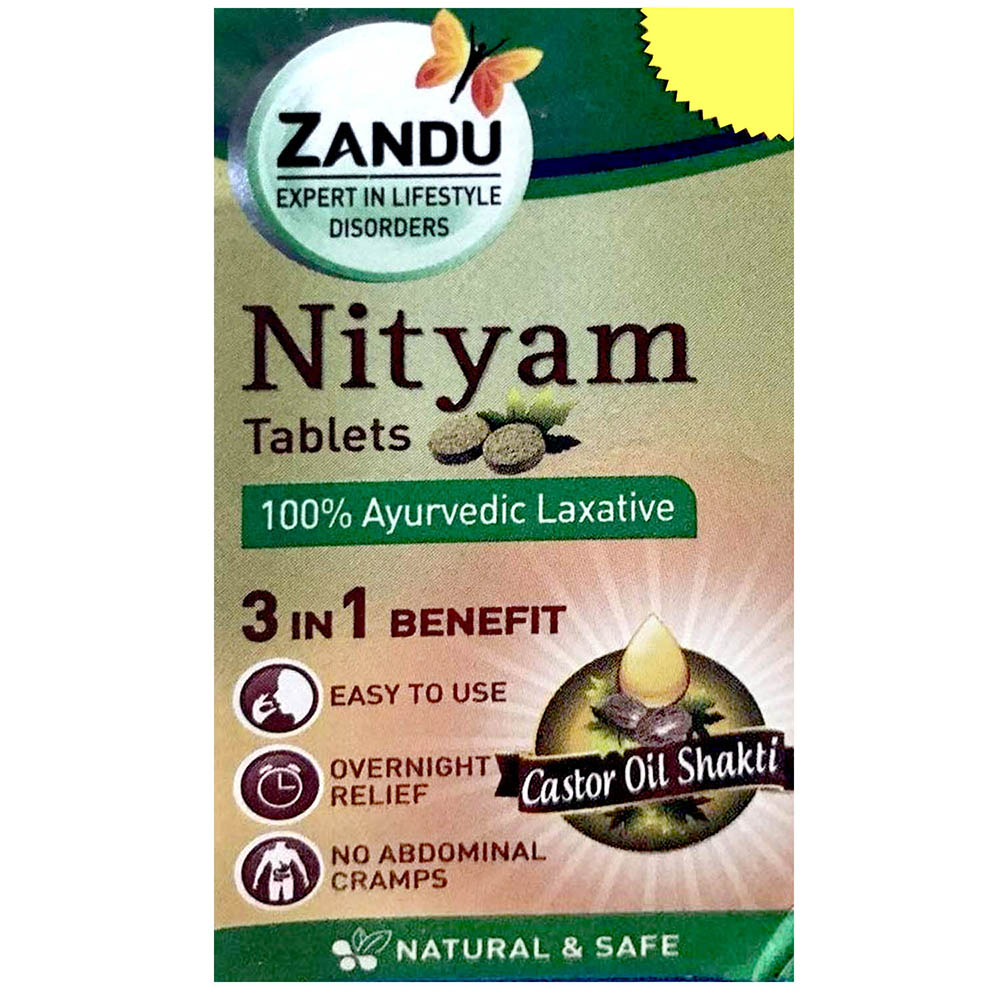 ZANDU
EXPERT IN LIFESTYLE
DISORDERS
Nityam
Tablets
100% Ayurvedic Laxative
3 IN 1 BENEFIT
EASY TO USE
OVERNIGHT
RELIEF
NO ABDOMINAL
CRAMPS
Castor Oil Shakti
NATURAL & SAFE